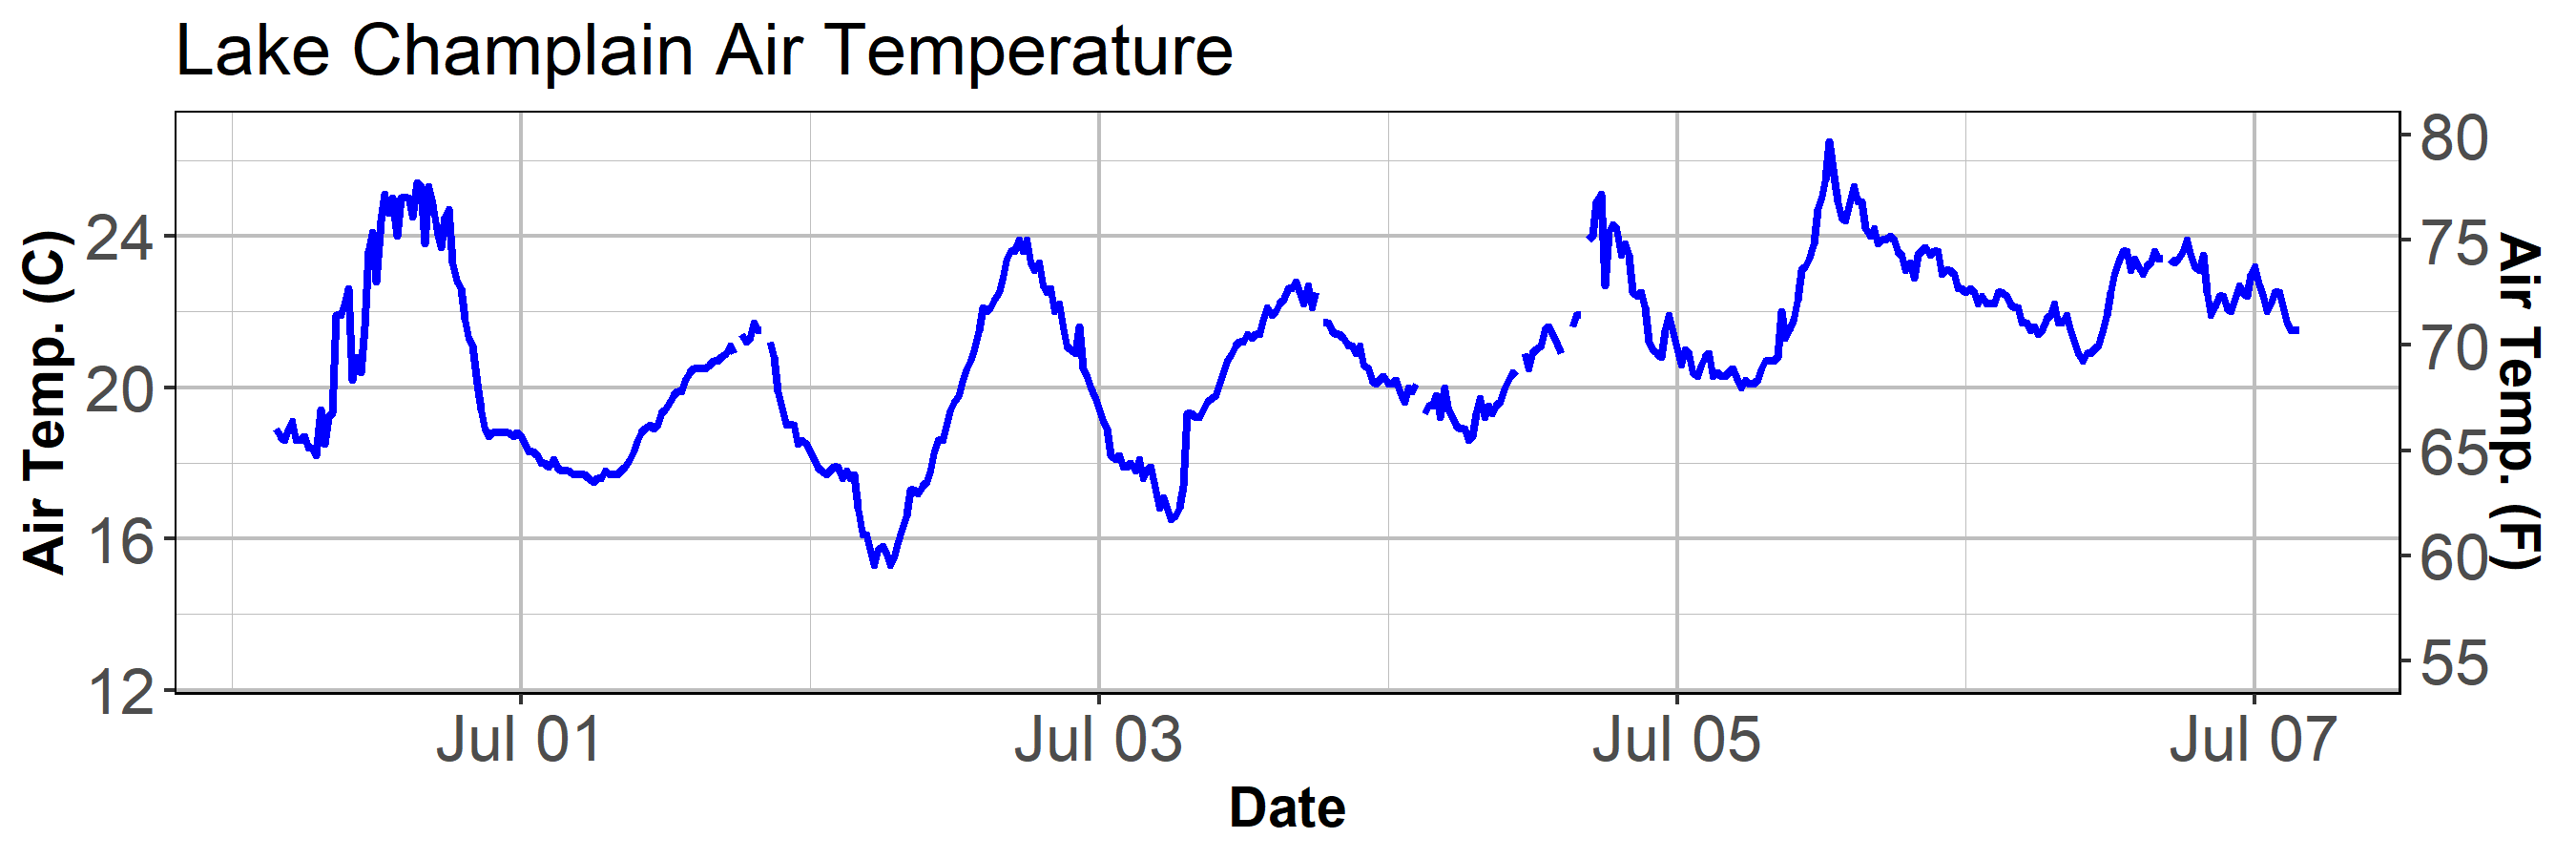 Lake Champlain Air Temperature
Air Temp. (C)
24
20
16
12
80
75
70
65
60
55
Air Temp. (F)
Jul 01
Jul 03
Jul 05
Jul 07
Date